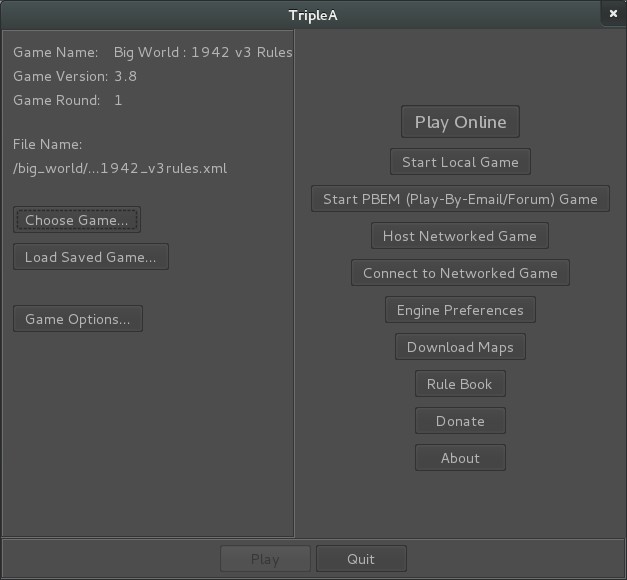 TripleA
Game Name: Big World : 1942 v3 Rules
Game Version: 3.8
Game Round: 1
File Name:
/big_world/...1942_v3rules.xml
Choose Game...
Load Saved Game...
Game Options...
Play Online
Start Local Game
Start PBEM (Play-By-Email/Forum) Game
Host Networked Game
Connect to Networked Game
Engine Preferences
Download Maps
Rule Book
Donate
About
Play
Quit